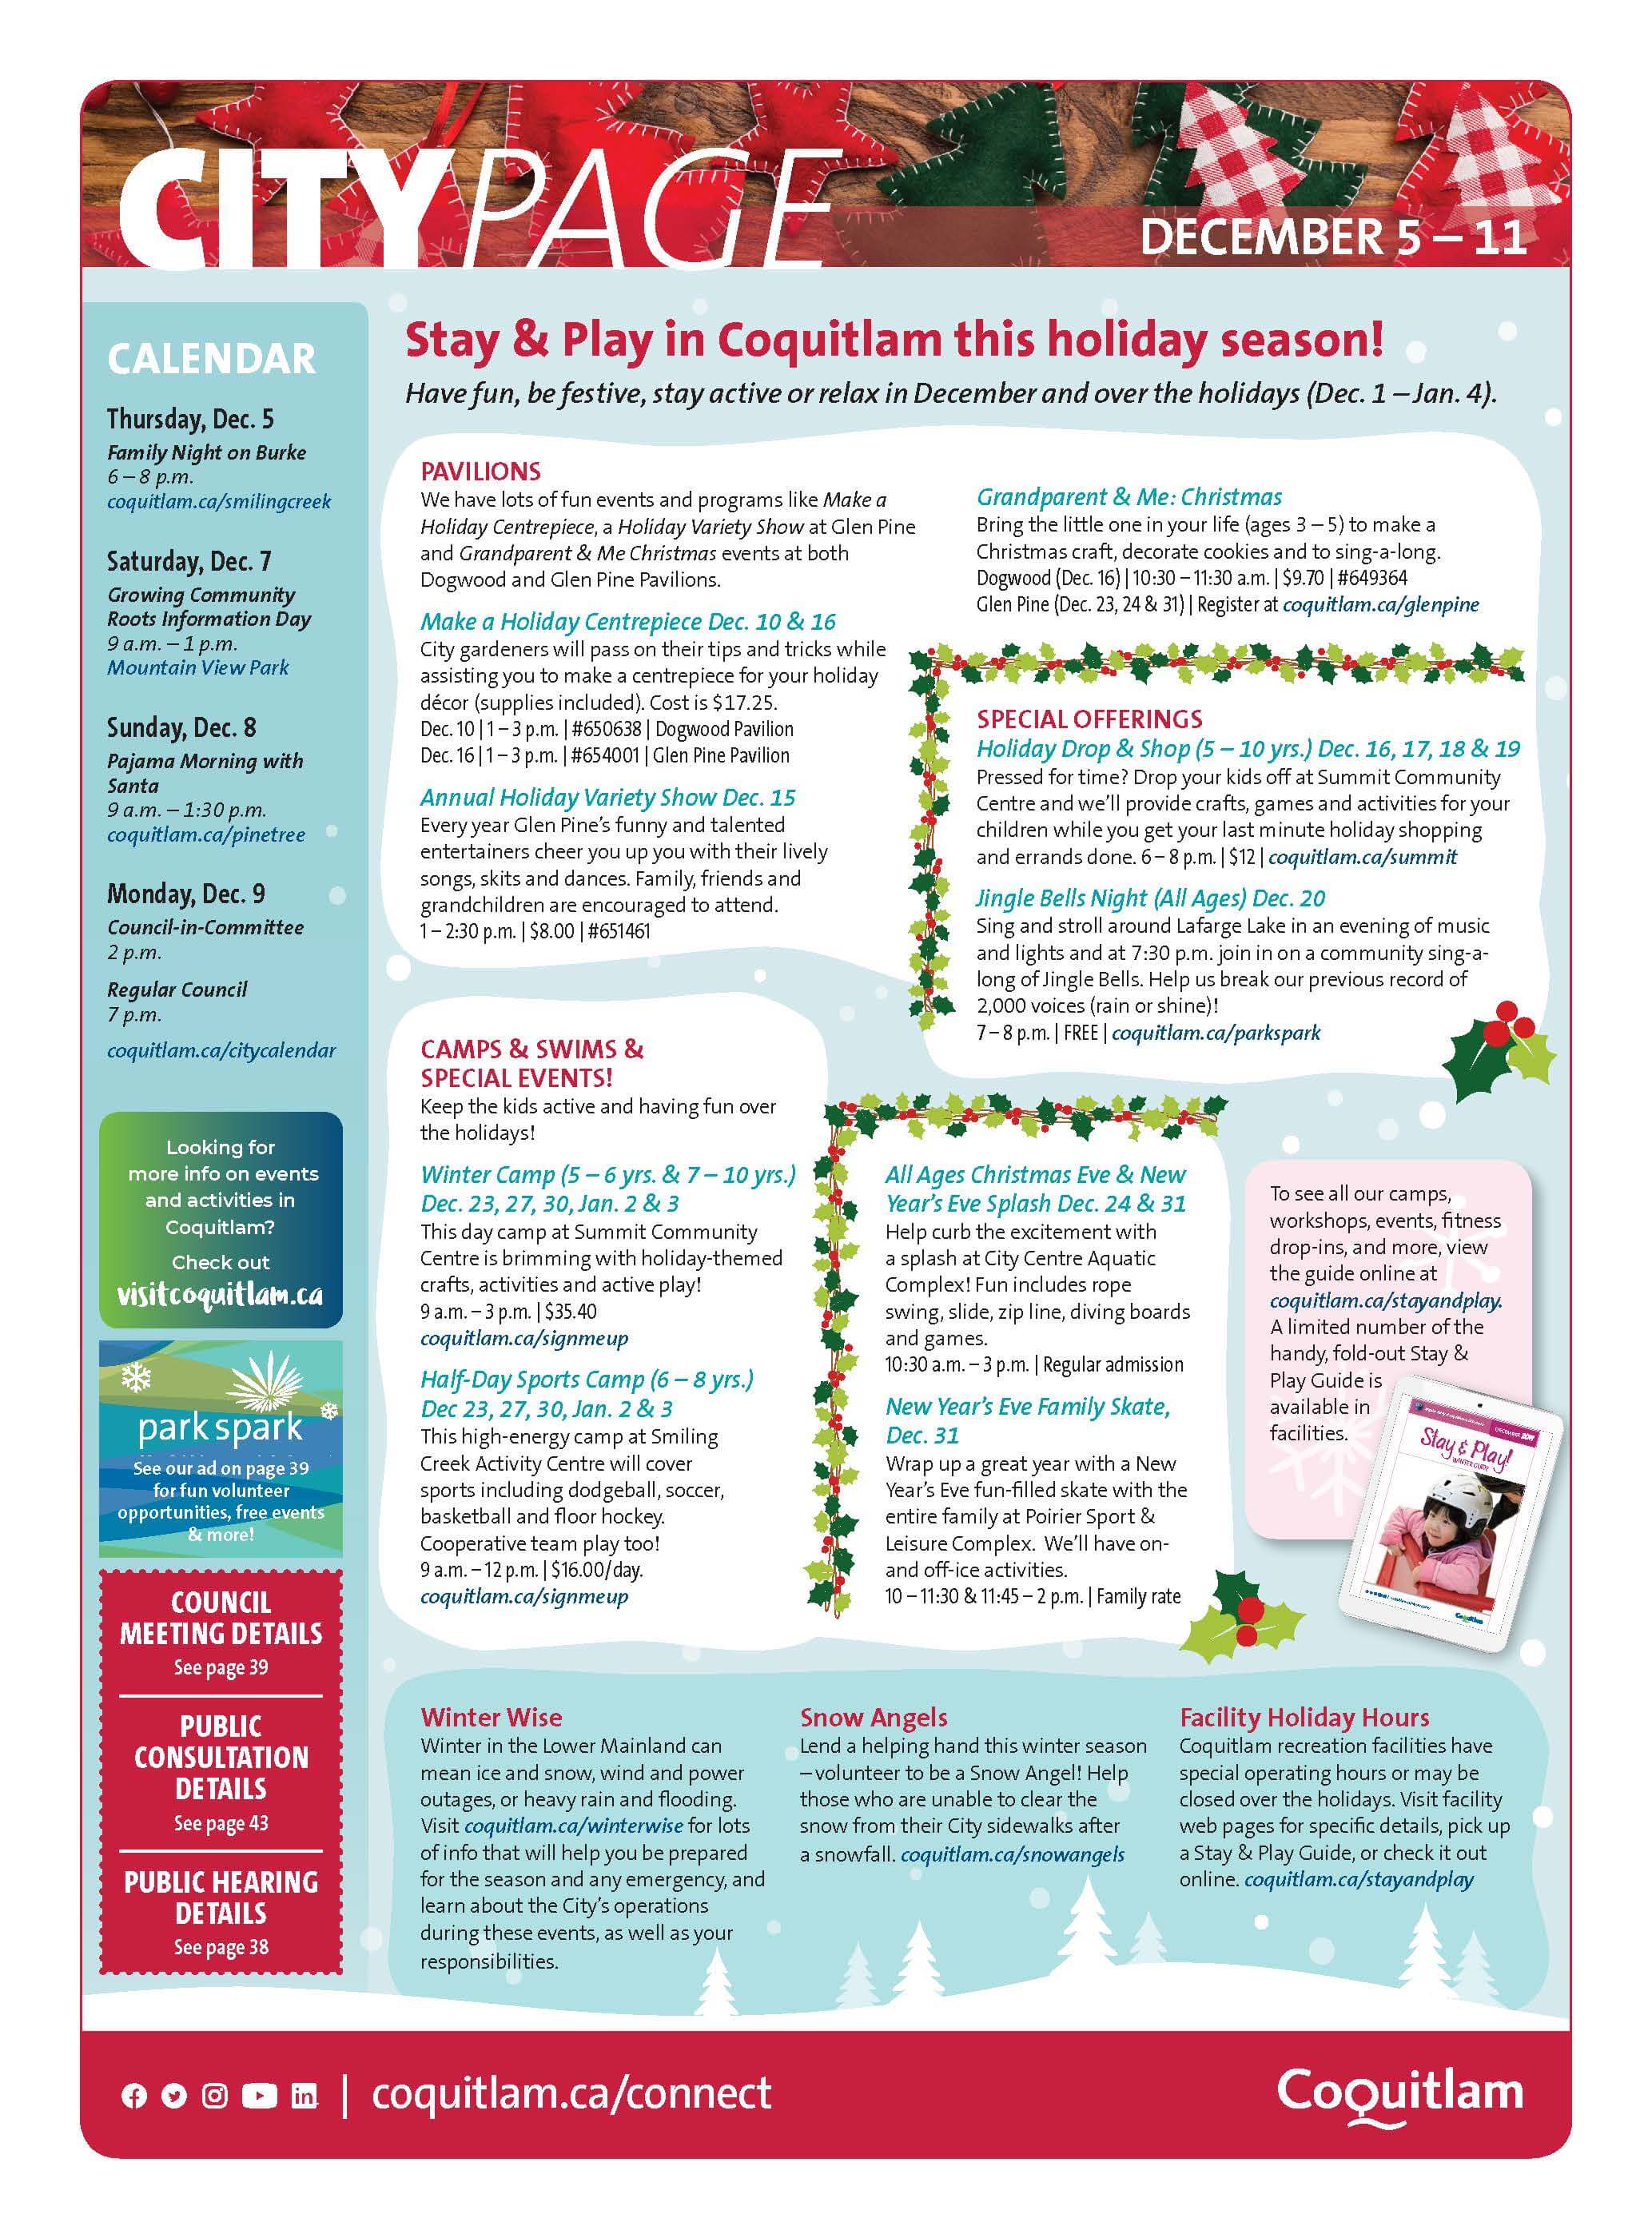 CITYPAGE
DECEMBER 5 – 11
CALENDAR
Thursday, Dec. 5
Family Night on Burke
6 – 8 p.m.
coquitlam.ca/smilingcreek
Saturday, Dec. 7
Growing Community
Roots Information Day
9 a.m. – 1 p.m.
Mountain View Park
Sunday, Dec. 8
Pajama Morning with
Santa
9 a.m. – 1:30 p.m.
coquitlam.ca/pinetree
Monday, Dec. 9
Council-in-Committee
2 p.m.
Regular Council
7 p.m.
coquitlam.ca/citycalendar
Looking for
more info on events
and activities in
Coquitlam?
Check out
visitcoquitlam.ca
park spark
See our ad on page 39
for fun volunteer
opportunities, free events
& more!
COUNCIL
MEETING DETAILS
See page 39
PUBLIC
CONSULTATION
DETAILS
See page 43
PUBLIC HEARING
DETAILS
See page 38
Stay & Play in Coquitlam this holiday season!
Have fun, be festive, stay active or relax in December and over the holidays (Dec. 1 – Jan. 4).
PAVILIONS
We have lots of fun events and programs like Make a
Holiday Centrepiece, a Holiday Variety Show at Glen Pine
and Grandparent & Me Christmas events at both
Dogwood and Glen Pine Pavilions.
Make a Holiday Centrepiece Dec. 10 & 16
City gardeners will pass on their tips and tricks while
assisting you to make a centrepiece for your holiday
décor (supplies included). Cost is $17.25.
Dec. 10 | 1 – 3 p.m. | #650638 | Dogwood Pavilion
Dec. 16 | 1 – 3 p.m. | #654001 | Glen Pine Pavilion
Annual Holiday Variety Show Dec. 15
Every year Glen Pine's funny and talented
entertainers cheer you up you with their lively
songs, skits and dances. Family, friends and
grandchildren are encouraged to attend.
1 – 2:30 p.m. | $8.00 | #651461
Grandparent & Me: Christmas
Bring the little one in your life (ages 3 – 5) to make a
Christmas craft, decorate cookies and to sing-a-long.
Dogwood (Dec. 16) | 10:30 – 11:30 a.m. | $9.70 | #649364
Glen Pine (Dec. 23, 24 & 31) | Register at coquitlam.ca/glenpine
SPECIAL OFFERINGS
Holiday Drop & Shop (5 – 10 yrs.) Dec. 16, 17, 18 & 19
Pressed for time? Drop your kids off at Summit Community
Centre and we'll provide crafts, games and activities for your
children while you get your last minute holiday shopping
and errands done. 6 – 8 p.m. | $12 | coquitlam.ca/summit
Jingle Bells Night (All Ages) Dec. 20
Sing and stroll around Lafarge Lake in an evening of music
and lights and at 7:30 p.m. join in on a community sing-a-
long of Jingle Bells. Help us break our previous record of
2,000 voices (rain or shine)!
7 – 8 p.m. | FREE | coquitlam.ca/parkspark
CAMPS & SWIMS &
SPECIAL EVENTS!
Keep the kids active and having fun over
the holidays!
Winter Camp (5 – 6 yrs. & 7 – 10 yrs.)
Dec. 23, 27, 30, Jan. 2 & 3
This day camp at Summit Community
Centre is brimming with holiday-themed
crafts, activities and active play!
9 a.m. – 3 p.m. | $35.40
coquitlam.ca/signmeup
Half-Day Sports Camp (6 – 8 yrs.)
Dec 23, 27, 30, Jan. 2 & 3
This high-energy camp at Smiling
Creek Activity Centre will cover
sports including dodgeball, soccer,
basketball and floor hockey.
Cooperative team play too!
9 a.m. – 12 p.m. | $16.00/day.
coquitlam.ca/signmeup
All Ages Christmas Eve & New
Year's Eve Splash Dec. 24 & 31
Help curb the excitement with
a splash at City Centre Aquatic
Complex! Fun includes rope
swing, slide, zip line, diving boards
and games.
10:30 a.m. – 3 p.m. | Regular admission
New Year's Eve Family Skate,
Dec. 31
Wrap up a great year with a New
Year's Eve fun-filled skate with the
entire family at Poirier Sport &
Leisure Complex. We'll have on-
and off-ice activities.
10 – 11:30 & 11:45 – 2 p.m. | Family rate
To see all our camps,
workshops, events, fitness
drop-ins, and more, view
the guide online at
coquitlam.ca/stayandplay.
A limited number of the
handy, fold-out Stay &
Play Guide is
available in
facilities.
Stay & Play!
WINTER GUIDE
Coquitlam
Winter Wise
Winter in the Lower Mainland can
mean ice and snow, wind and power
outages, or heavy rain and flooding.
Visit coquitlam.ca/winterwise for lots
of info that will help you be prepared
for the season and any emergency, and
learn about the City's operations
during these events, as well as your
responsibilities.
Snow Angels
Lend a helping hand this winter season
– volunteer to be a Snow Angel! Help
those who are unable to clear the
snow from their City sidewalks after
a snowfall. coquitlam.ca/snowangels
Facility Holiday Hours
Coquitlam recreation facilities have
special operating hours or may be
closed over the holidays. Visit facility
web pages for specific details, pick up
a Stay & Play Guide, or check it out
online. coquitlam.ca/stayandplay
in
coquitlam.ca/connect
Coquitlam